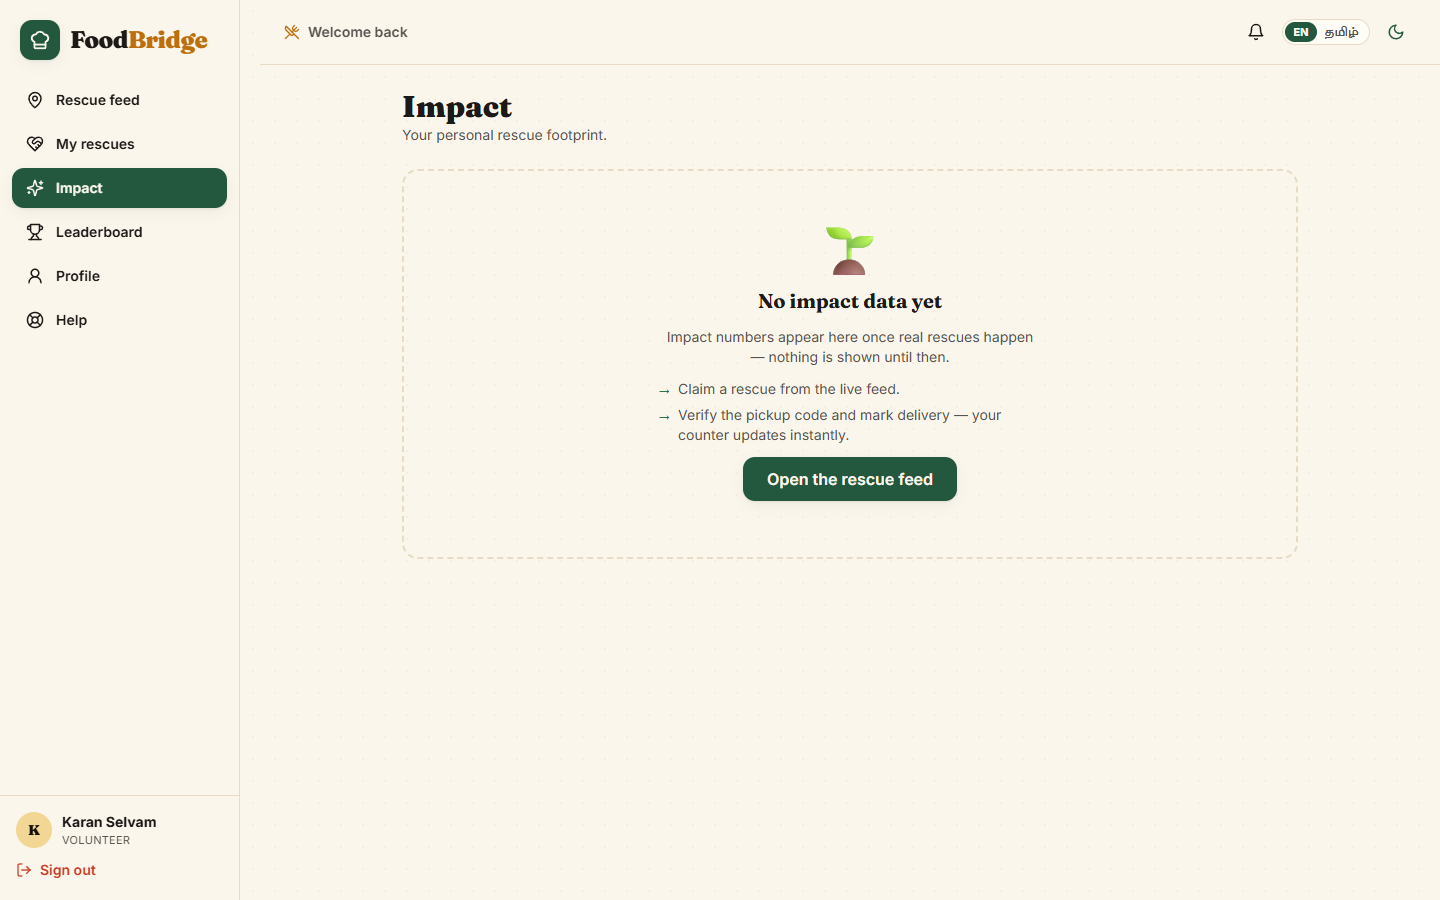 FoodBridge
Rescue feed
My rescues
Impact
Leaderboard
Profile
Help
Karan Selvam
VOLUNTEER
Sign out
Welcome back
EN தமிழ்
Impact
Your personal rescue footprint.
No impact data yet
Impact numbers appear here once real rescues happen
— nothing is shown until then.
→ Claim a rescue from the live feed.
→ Verify the pickup code and mark delivery — your
counter updates instantly.
Open the rescue feed
K